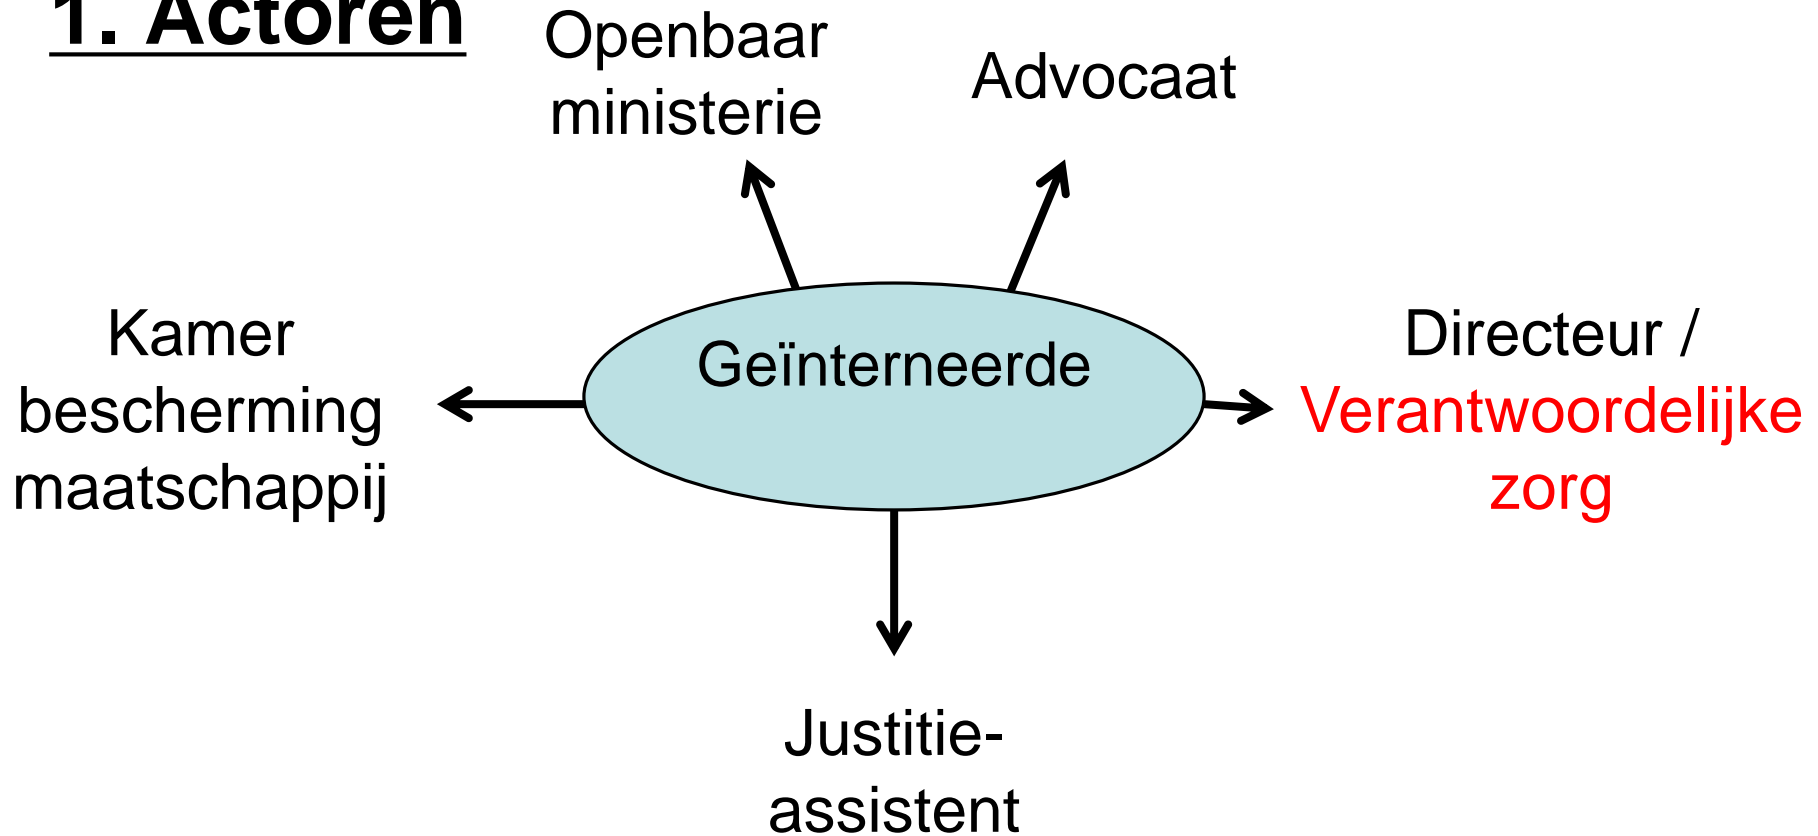 1. Actoren
Openbaar
ministerie
Advocaat
Kamer
bescherming
maatschappij
Geïnterneerde
Directeur /
Verantwoordelijke
zorg
Justitie-
assistent